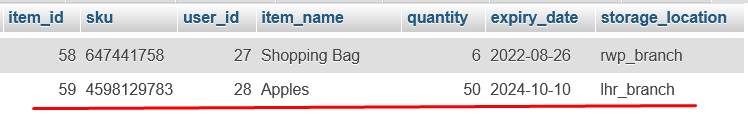 item_id sku user_id item_name quantity expiry_date storage_location
58 647441758 27 Shopping Bag 6 2022-08-26 rwp_branch
59 4598129783 28 Apples 50 2024-10-10 lhr_branch